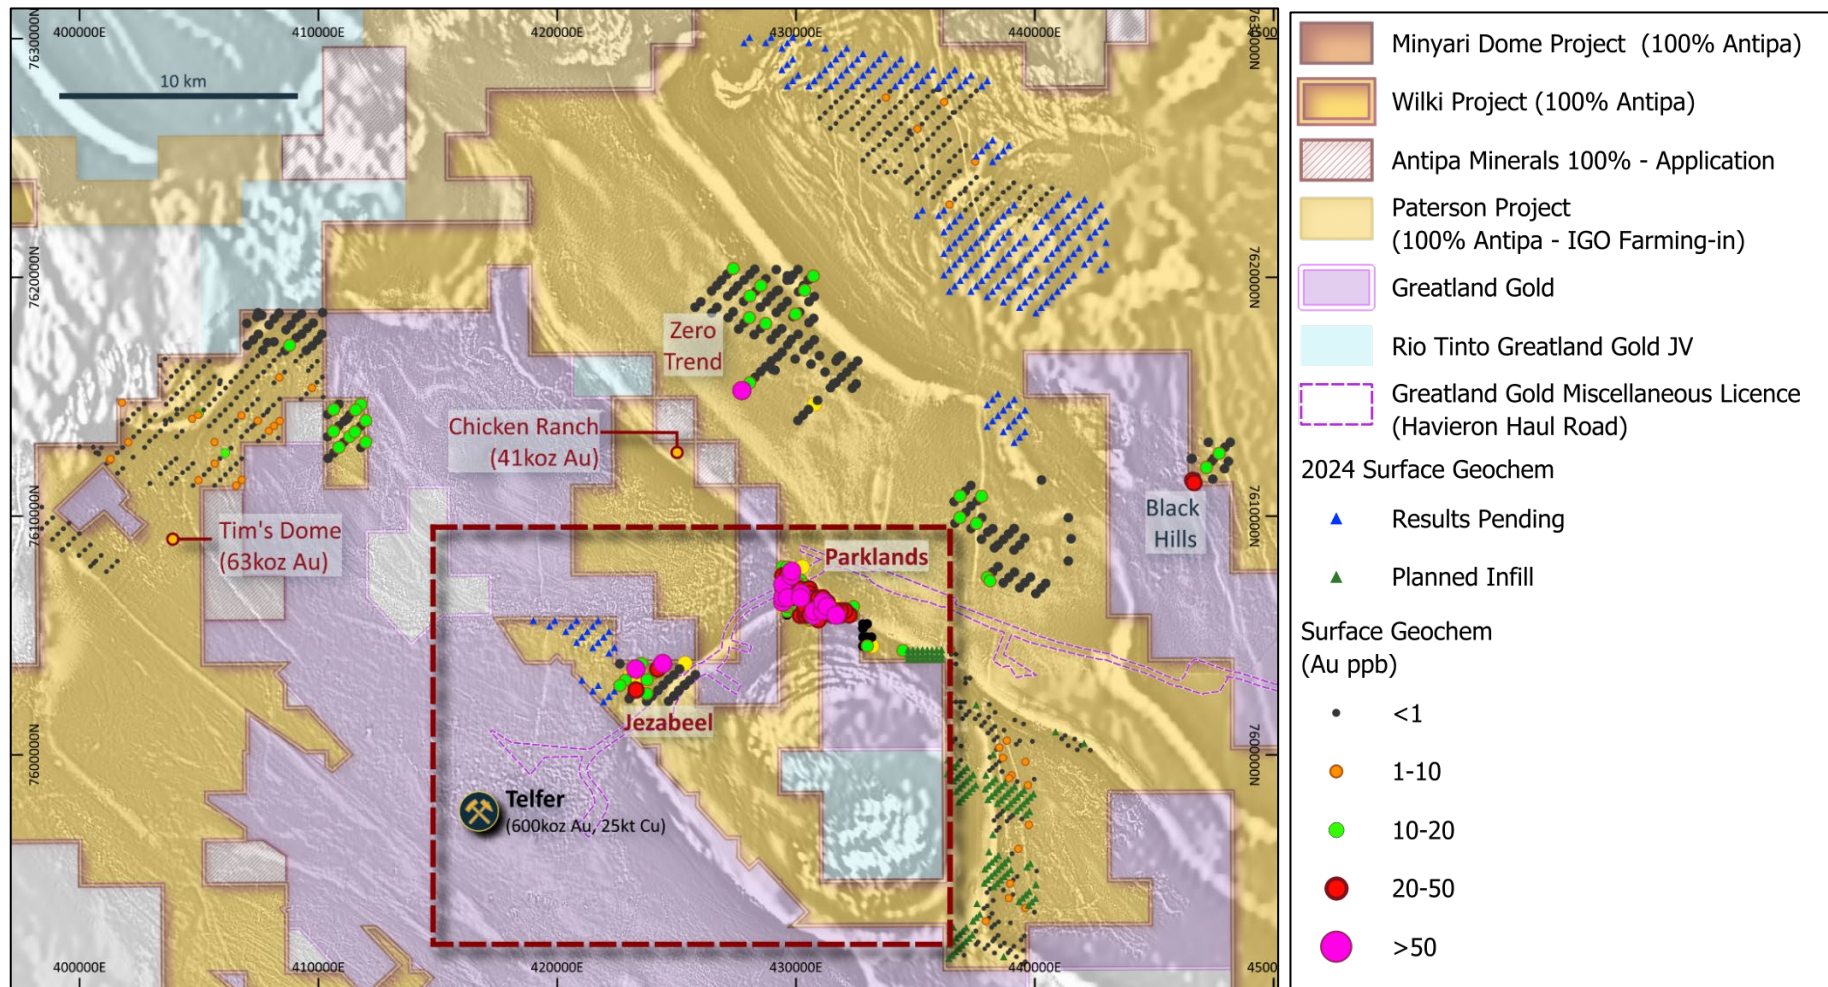 400000E
410000E
420000E
430000E
440000E
4500
7630000N
7630000N
10 km
7620000N
7620000N
Zero
Trend
Chicken Ranch
(41koz Au)
Black
Hills
7610000N
7610000N
Tim's Dome
(63koz Au)
Parklands
Jezabeel
7600000N
7600000N
Telfer
(600koz Au, 25kt Cu)
400000E
410000E
420000E
430000E
440000E
4500
Minyari Dome Project (100% Antipa)
Wilki Project (100% Antipa)
Antipa Minerals 100% - Application
Paterson Project
(100% Antipa - IGO Farming-in)
Greatland Gold
Rio Tinto Greatland Gold JV
Greatland Gold Miscellaneous Licence
(Havieron Haul Road)
2024 Surface Geochem
Results Pending
Planned Infill
Surface Geochem
(Au ppb)
<1
1-10
10-20
20-50
>50